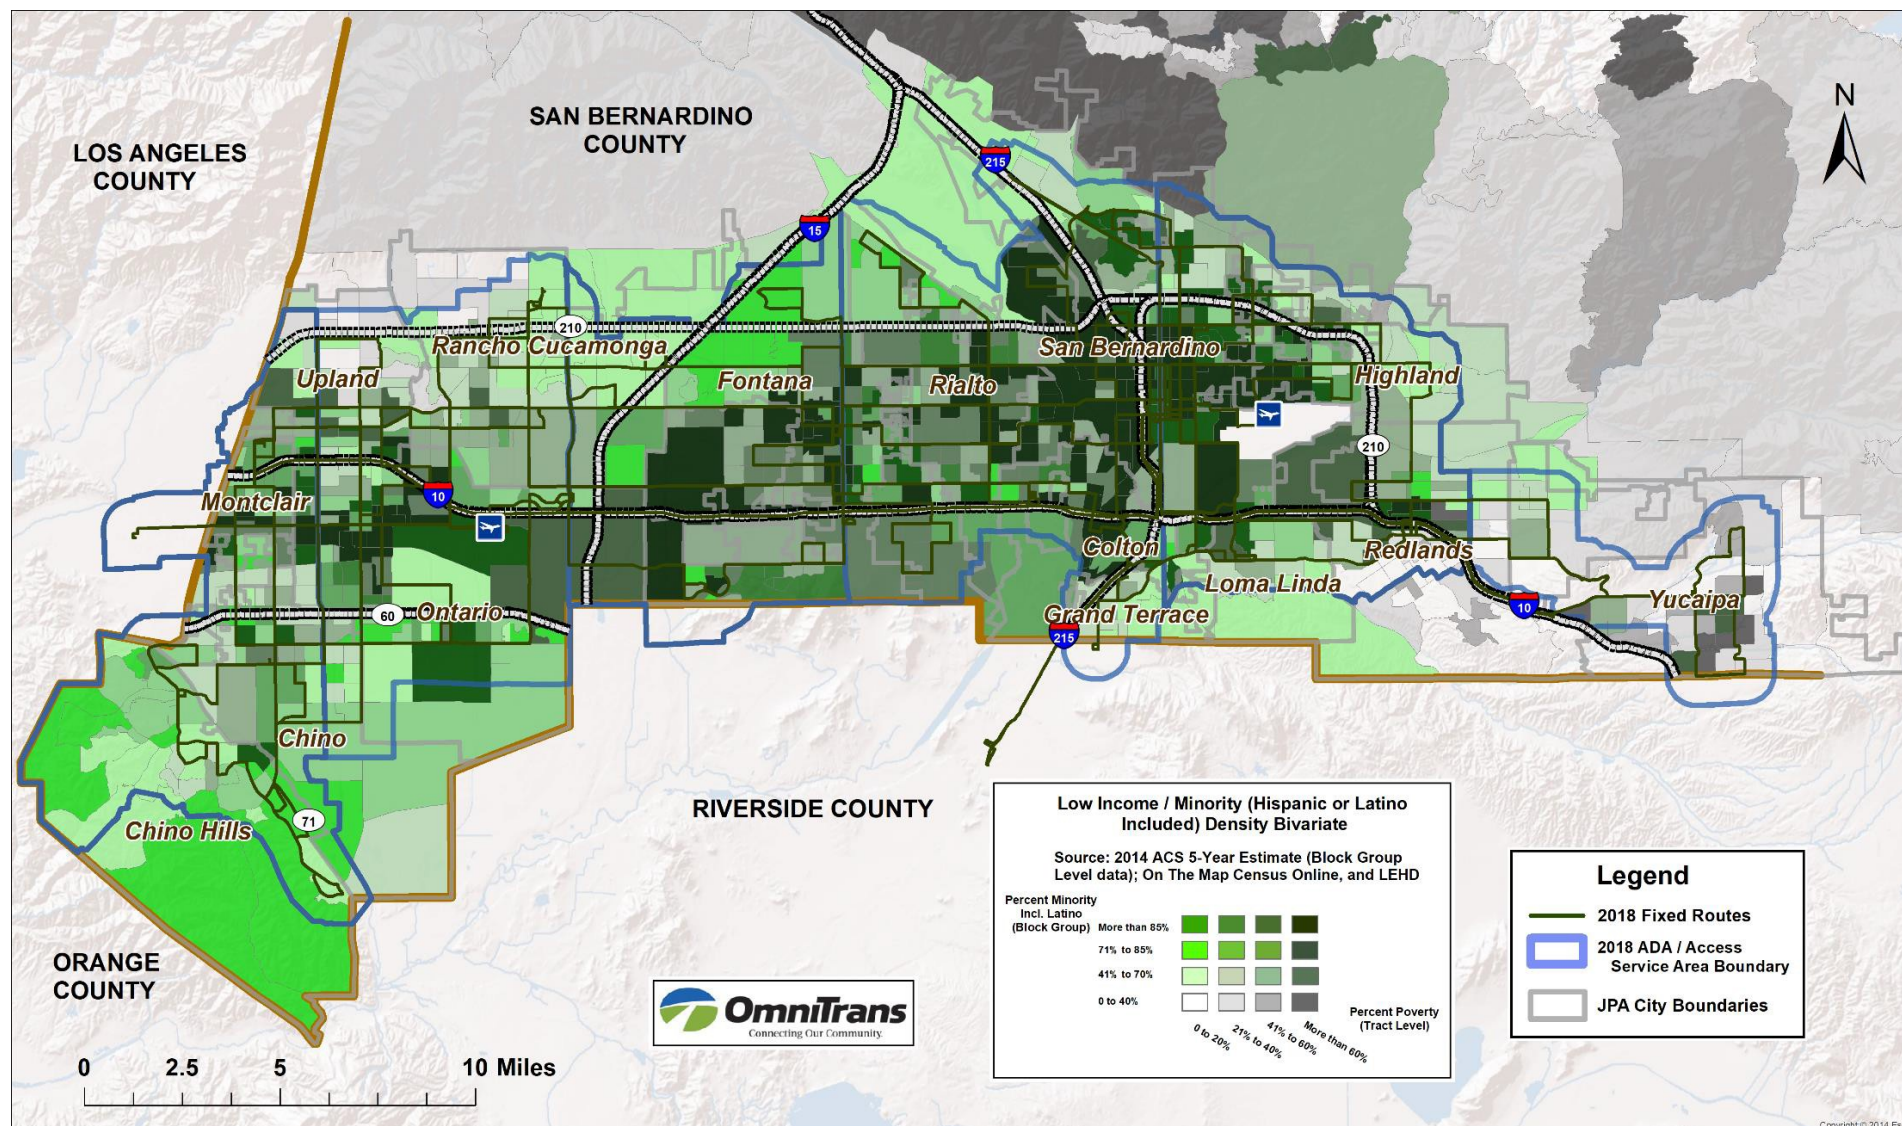 N
SAN BERNARDINO
COUNTY
LOS ANGELES
COUNTY
215
15
210
Rancho Cucamonga
San Bernardino
Upland
Fontana
Rialto
Highland
210
Montclair
10
Colton
Redlands
Loma Linda
Yucaipa
10
60
Ontario
Grand Terrace
215
Chino
71
Chino Hills
RIVERSIDE COUNTY
ORANGE
COUNTY
Low Income / Minority (Hispanic or Latino
Included) Density Bivariate
Source: 2014 ACS 5-Year Estimate (Block Group
Level data); On The Map Census Online, and LEHD
Percent Minority
Incl. Latino
(Block Group)
More than 85%
71% to 85%
41% to 70%
0 to 40%
0 to 20%
21% to 40%
41% to 60%
More than 60%
Percent Poverty
(Tract Level)
Legend
2018 Fixed Routes
2018 ADA / Access
Service Area Boundary
JPA City Boundaries
OmniTrans
Connecting Our Community.
0 2.5 5 10 Miles